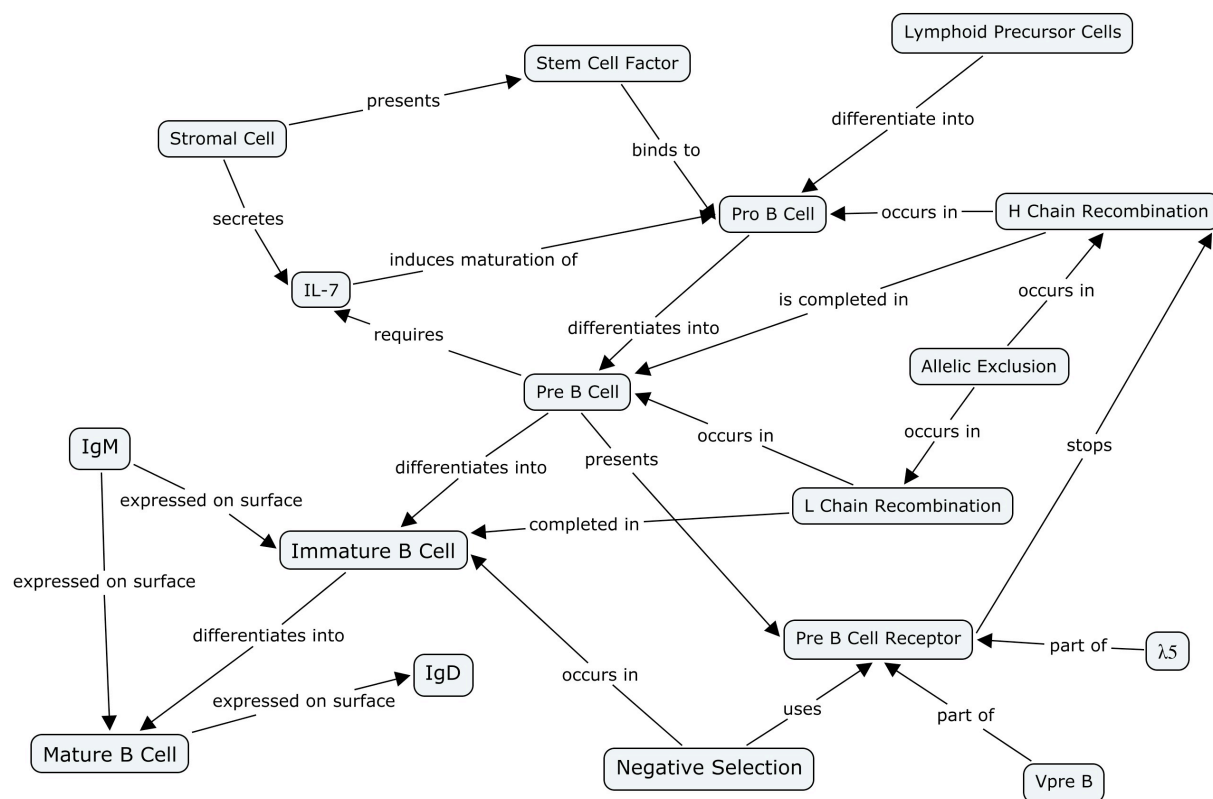 Lymphoid Precursor Cells
Stem Cell Factor
presents
differentiate into
Stromal Cell
binds to
secretes
Pro B Cell
occurs in
H Chain Recombination
induces maturation of
IL-7
occurs in
is completed in
differentiates into
requires
Allelic Exclusion
Pre B Cell
occurs in
occurs in
stops
IgM
presents
differentiates into
expressed on surface
L Chain Recombination
completed in
Immature B Cell
expressed on surface
differentiates into
Pre B Cell Receptor
part of
λ5
IgD
occurs in
expressed on surface
uses
part of
Mature B Cell
Negative Selection
Vpre B